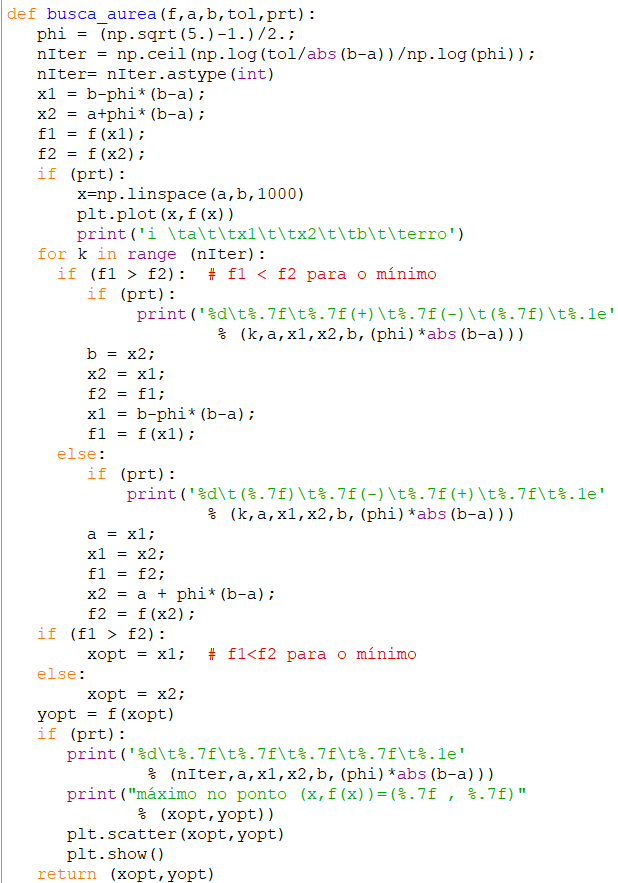 def busca_aurea(f,a,b,tol,prt):
   phi = (np.sqrt(5.)-1.)/2.;
   nIter = np.ceil(np.log(tol/abs(b-a))/np.log(phi));
   nIter= nIter.astype(int)
   x1 = b-phi*(b-a);
   x2 = a+phi*(b-a);
   f1 = f(x1);
   f2 = f(x2);
   if (prt):
       x=np.linspace(a,b,1000)
       plt.plot(x,f(x))
       print('i \ta\t\tx1\t\tx2\t\tb\t\terro')
   for k in range (nIter):
     if (f1 > f2):  # f1 < f2 para o mínimo
        if (prt):
             print('%d\t%.7f\t%.7f(+)\t%.7f(-)\t(%.7f)\t%.1e'
                     % (k,a,x1,x2,b,(phi)*abs(b-a)))
        b = x2;
        x2 = x1;
        f2 = f1;
        x1 = b-phi*(b-a);
        f1 = f(x1);
     else:
        if (prt):
            print('%d\t(%.7f)\t%.7f(-)\t%.7f(+)\t%.7f\t%.1e'
                    % (k,a,x1,x2,b,(phi)*abs(b-a)))
        a = x1;
        x1 = x2;
        f1 = f2;
        x2 = a + phi*(b-a);
        f2 = f(x2);
   if (f1 > f2):
        xopt = x1;  # f1<f2 para o mínimo
   else:
        xopt = x2;
   yopt = f(xopt)
   if (prt):
      print('%d\t%.7f\t%.7f\t%.7f\t%.7f\t%.1e'
              % (nIter,a,x1,x2,b,(phi)*abs(b-a)))
      print("máximo no ponto (x,f(x))=(%.7f , %.7f)"
             % (xopt,yopt))
      plt.scatter(xopt,yopt)
      plt.show()
   return (xopt,yopt)